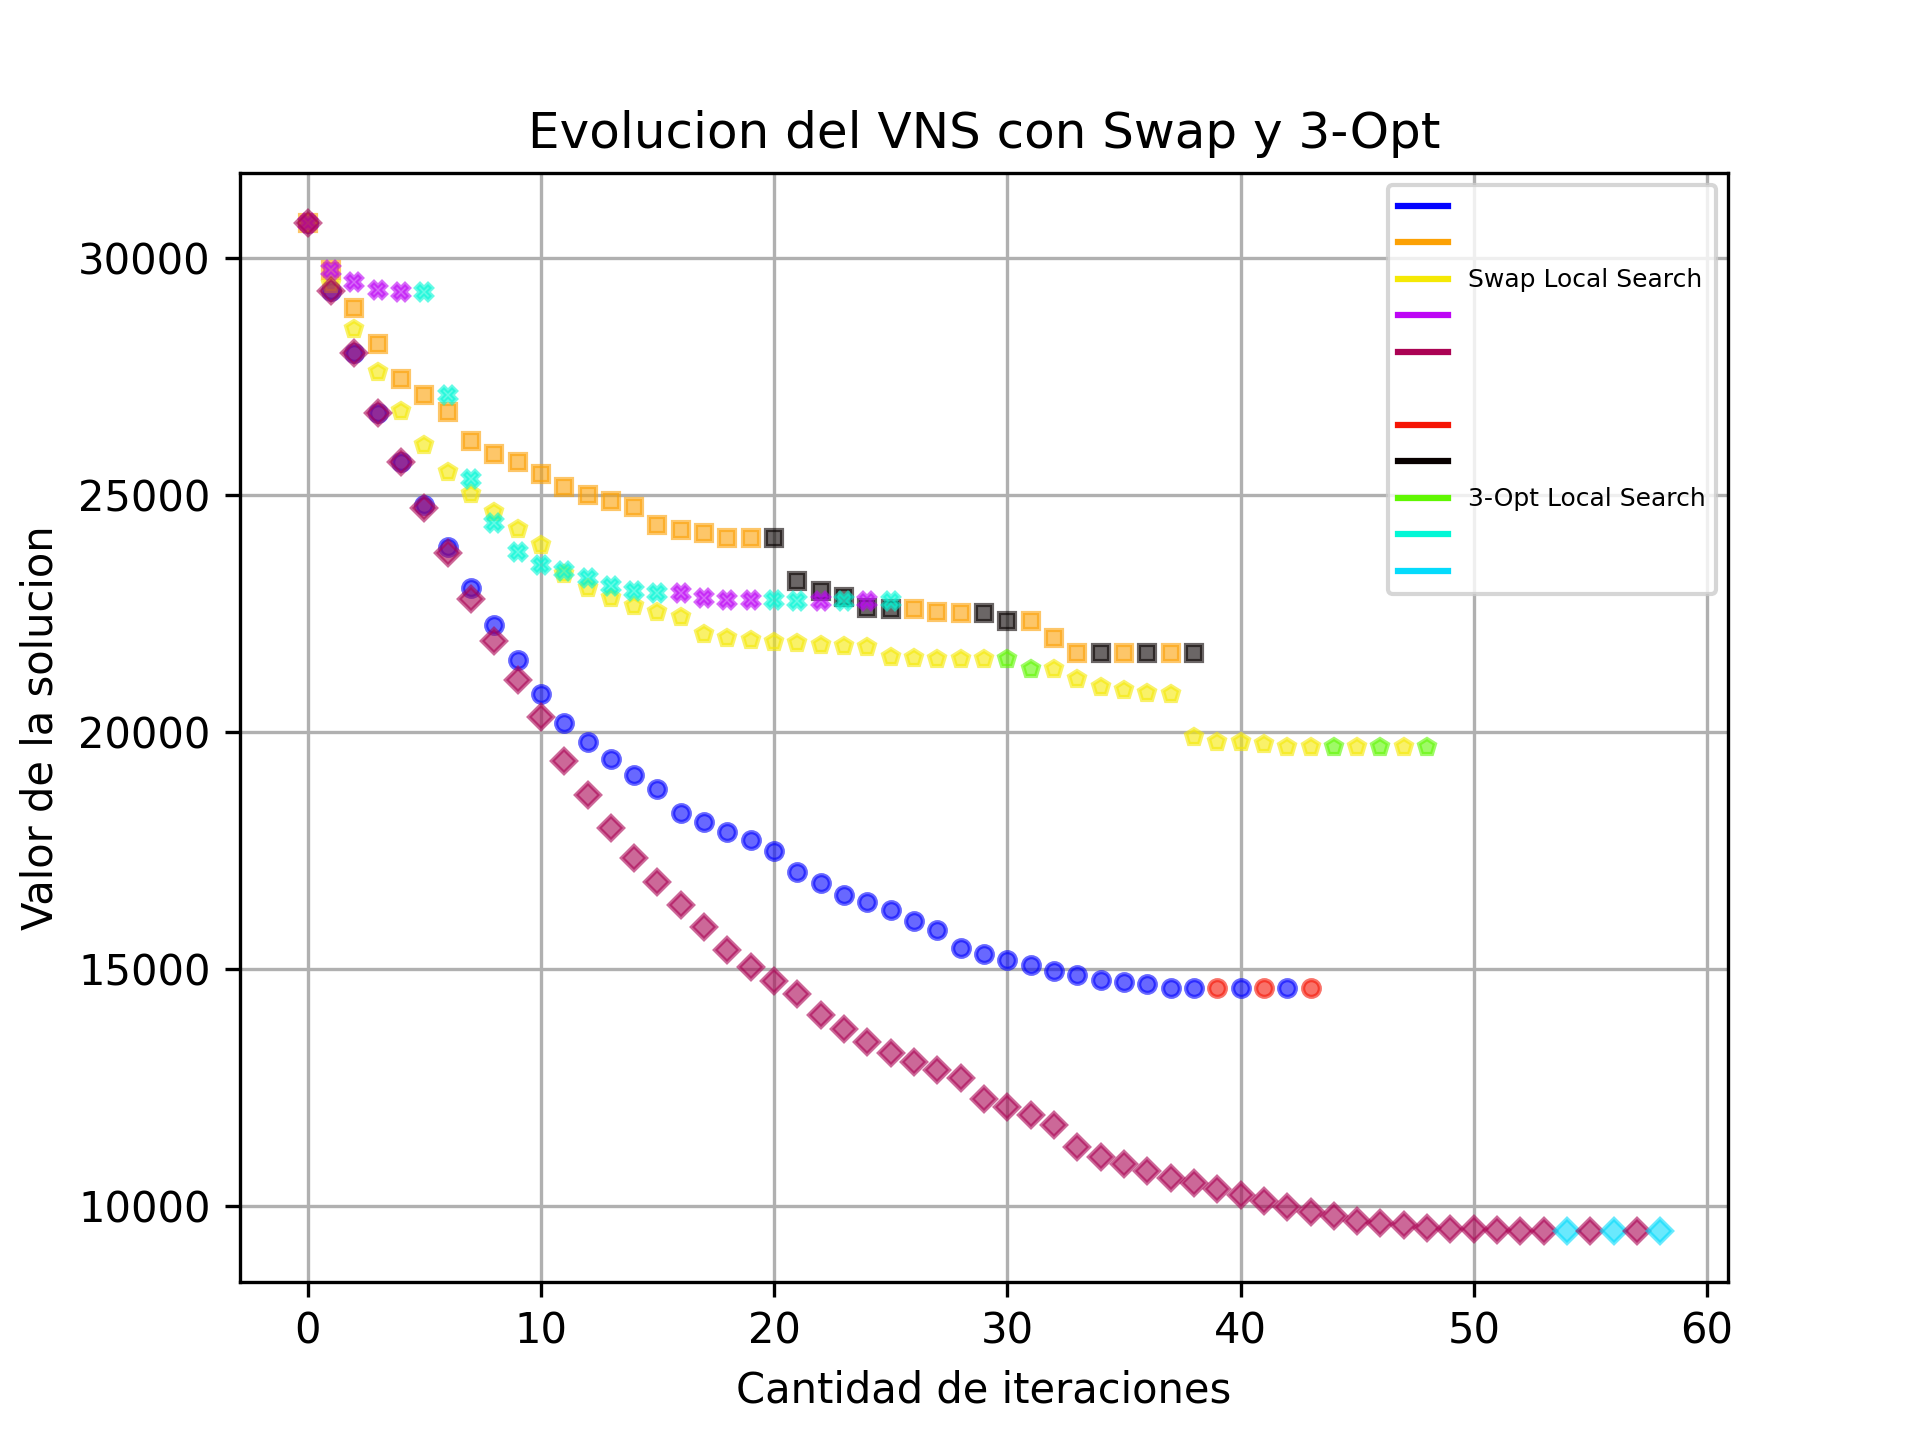 Evolucion del VNS con Swap y 3-Opt
30000
25000
20000
15000
10000
Valor de la solucion
Swap Local Search
3-Opt Local Search
0 10 20 30 40 50 60
Cantidad de iteraciones